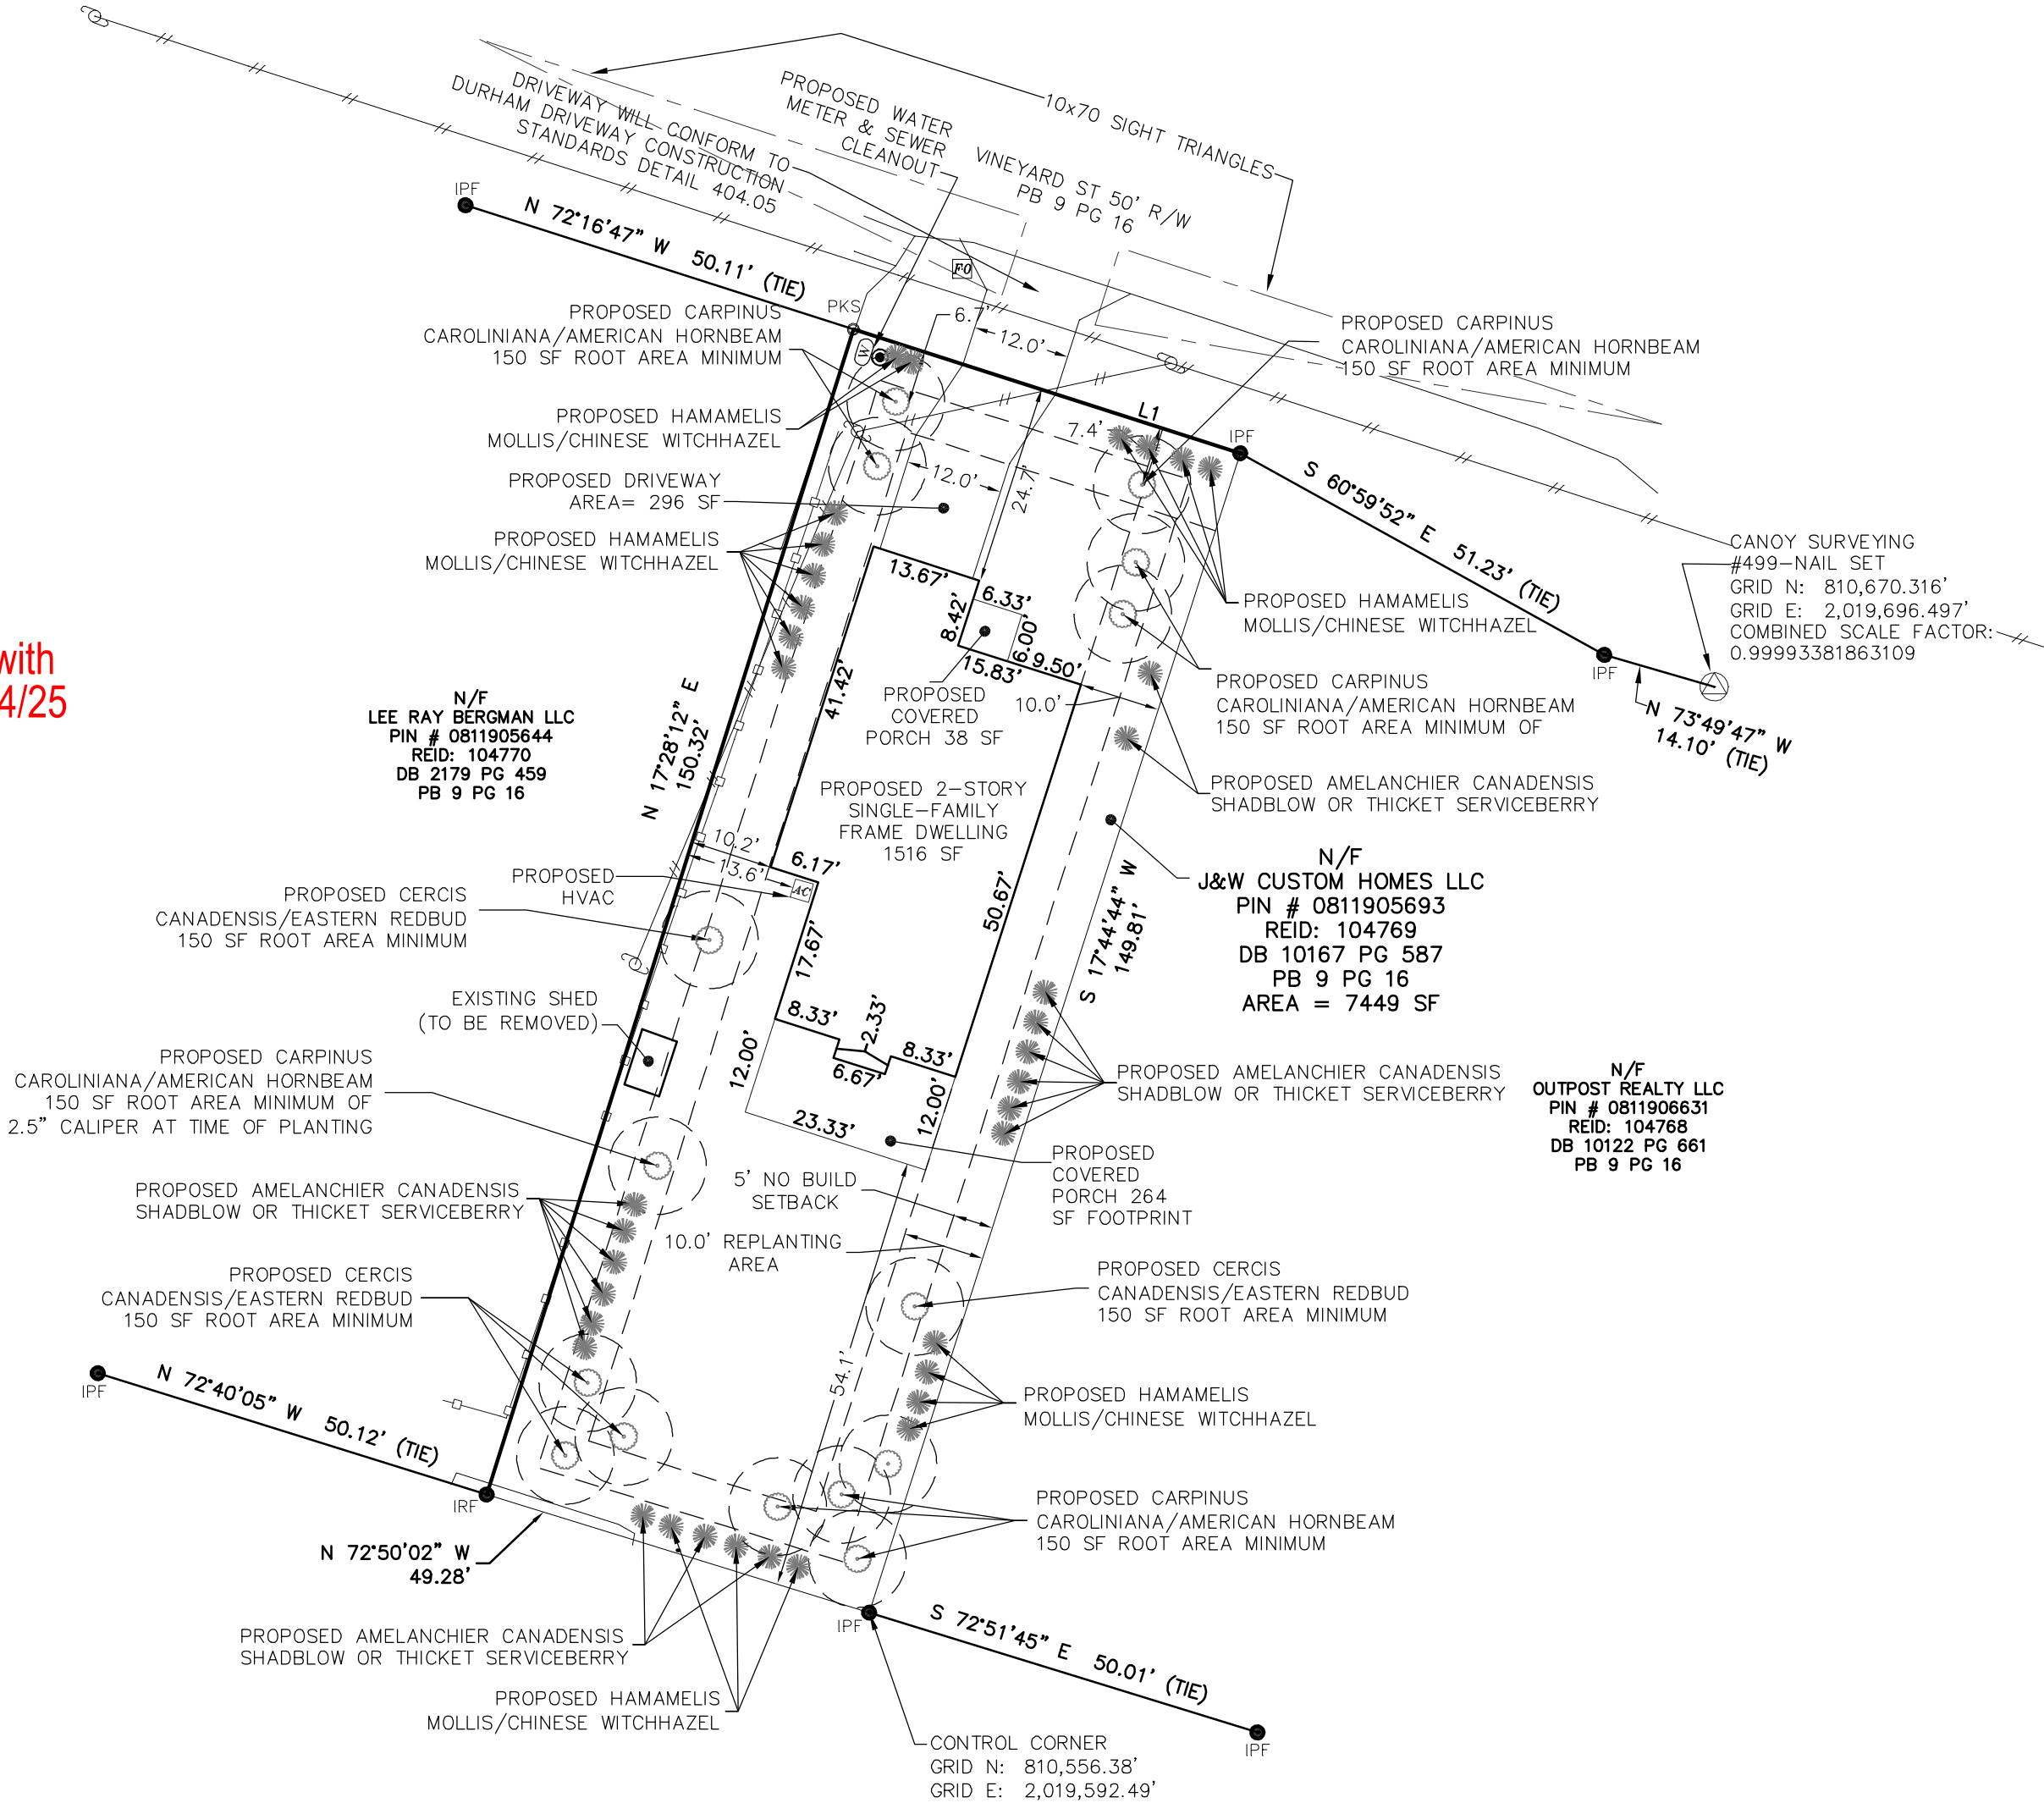 10x70 SIGHT TRIANGLES
DRIVEWAY WILL CONFORM TO
DURHAM DRIVEWAY CONSTRUCTION
STANDARDS DETAIL 404.05
PROPOSED WATER
METER & SEWER
CLEANOUT
VINEYARD ST 50' R/W
PB 9 PG 16
IPF
N 72°16'47" W 50.11' (TIE)
PKS
FO
W
6.7'
12.0'
PROPOSED CARPINUS
CAROLINIANA/AMERICAN HORNBEAM
150 SF ROOT AREA MINIMUM
PROPOSED CARPINUS
CAROLINIANA/AMERICAN HORNBEAM
150 SF ROOT AREA MINIMUM
PROPOSED HAMAMELIS
MOLLIS/CHINESE WITCHHAZEL
L1
7.4'
IPF
12.0'
24.7'
PROPOSED DRIVEWAY
AREA= 296 SF
S 60°59'52" E 51.23' (TIE)
PROPOSED HAMAMELIS
MOLLIS/CHINESE WITCHHAZEL
CANOY SURVEYING
#499-NAIL SET
GRID N: 810,670.316'
GRID E: 2,019,696.497'
COMBINED SCALE FACTOR:
0.99993381863109
13.67'
6.33'
8.42'
6.00'
6
9.50'
15.83'
PROPOSED HAMAMELIS
MOLLIS/CHINESE WITCHHAZEL
IPF
N 73°49'47" W
14.10' (TIE)
with
4/25
N/F
LEE RAY BERGMAN LLC
PIN # 0811905644
REID: 104770
DB 2179 PG 459
PB 9 PG 16
N 17°28'12" E
150.32'
41.42'
PROPOSED
COVERED
PORCH 38 SF
10.0'
PROPOSED CARPINUS
CAROLINIANA/AMERICAN HORNBEAM
150 SF ROOT AREA MINIMUM OF
PROPOSED AMELANCHIER CANADENSIS
SHADBLOW OR THICKET SERVICEBERRY
PROPOSED 2-STORY
SINGLE-FAMILY
FRAME DWELLING
1516 SF
10.2'
13.6'
6.17'
AC
PROPOSED
HVAC
N/F
J&W CUSTOM HOMES LLC
PIN # 0811905693
REID: 104769
DB 10167 PG 587
PB 9 PG 16
AREA = 7449 SF
S 17°44'44" W
149.81'
50.67'
17.67'
PROPOSED CERCIS
CANADENSIS/EASTERN REDBUD
150 SF ROOT AREA MINIMUM
EXISTING SHED
(TO BE REMOVED)
8.33'
2.33'
8.33'
6.67'
12.00'
12.00'
23.33'
PROPOSED CARPINUS
CAROLINIANA/AMERICAN HORNBEAM
150 SF ROOT AREA MINIMUM OF
2.5" CALIPER AT TIME OF PLANTING
PROPOSED AMELANCHIER CANADENSIS
SHADBLOW OR THICKET SERVICEBERRY
N/F
OUTPOST REALTY LLC
PIN # 0811906631
REID: 104768
DB 10122 PG 661
PB 9 PG 16
PROPOSED
COVERED
PORCH 264
SF FOOTPRINT
5' NO BUILD
SETBACK
PROPOSED AMELANCHIER CANADENSIS
SHADBLOW OR THICKET SERVICEBERRY
10.0' REPLANTING
AREA
PROPOSED CERCIS
CANADENSIS/EASTERN REDBUD
150 SF ROOT AREA MINIMUM
PROPOSED CERCIS
CANADENSIS/EASTERN REDBUD
150 SF ROOT AREA MINIMUM
54.1'
IPF
N 72°40'05" W 50.12' (TIE)
PROPOSED HAMAMELIS
MOLLIS/CHINESE WITCHHAZEL
IRF
PROPOSED CARPINUS
CAROLINIANA/AMERICAN HORNBEAM
150 SF ROOT AREA MINIMUM
N 72°50'02" W
49.28'
IPF
S 72°51'45" E 50.01' (TIE)
PROPOSED AMELANCHIER CANADENSIS
SHADBLOW OR THICKET SERVICEBERRY
PROPOSED HAMAMELIS
MOLLIS/CHINESE WITCHHAZEL
IPF
CONTROL CORNER
GRID N: 810,556.38'
GRID E: 2,019,592.49'